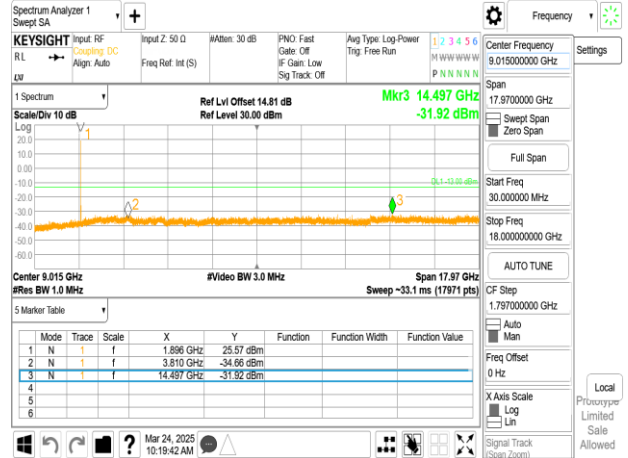 Spectrum Analyzer 1
Swept SA
Frequency
KEYSIGHT
RL
Input: RF
Coupling: DC
Align: Auto
Input Z: 50 Ω
Freq Ref: Int (S)
#Atten: 30 dB
PNO: Fast
Gate: Off
IF Gain: Low
Sig Track: Off
Avg Type: Log-Power
Trig: Free Run
1 2 3 4 5 6
M W W W W W
P N N N N N
1 Spectrum
Scale/Div 10 dB
Ref Lvl Offset 14.81 dB
Ref Level 30.00 dBm
Mkr3 14.497 GHz
-31.92 dBm
Log
20.0
10.0
0.00
-10.0
-20.0
-30.0
-40.0
-50.0
-60.0
1
2
3
DL1 -13.00 dBm
Center 9.015 GHz
#Res BW 1.0 MHz
#Video BW 3.0 MHz
Span 17.97 GHz
Sweep ~33.1 ms (17971 pts)
5 Marker Table
Mode Trace Scale X Y Function Function Width Function Value
1 N 1 f 1.896 GHz 25.57 dBm
2 N 1 f 3.810 GHz -34.66 dBm
3 N 1 f 14.497 GHz -31.92 dBm
4
5
6
?
Mar 24, 2025
10:19:42 AM
Center Frequency
9.015000000 GHz
Settings
Span
17.9700000 GHz
Swept Span
Zero Span
Full Span
Start Freq
30.000000 MHz
Stop Freq
18.000000000 GHz
AUTO TUNE
CF Step
1.797000000 GHz
Auto
Man
Freq Offset
0 Hz
X Axis Scale
Log
Lin
Signal Track
(Span Zoom)
Local
Prototype
Limited
Sale
Allowed